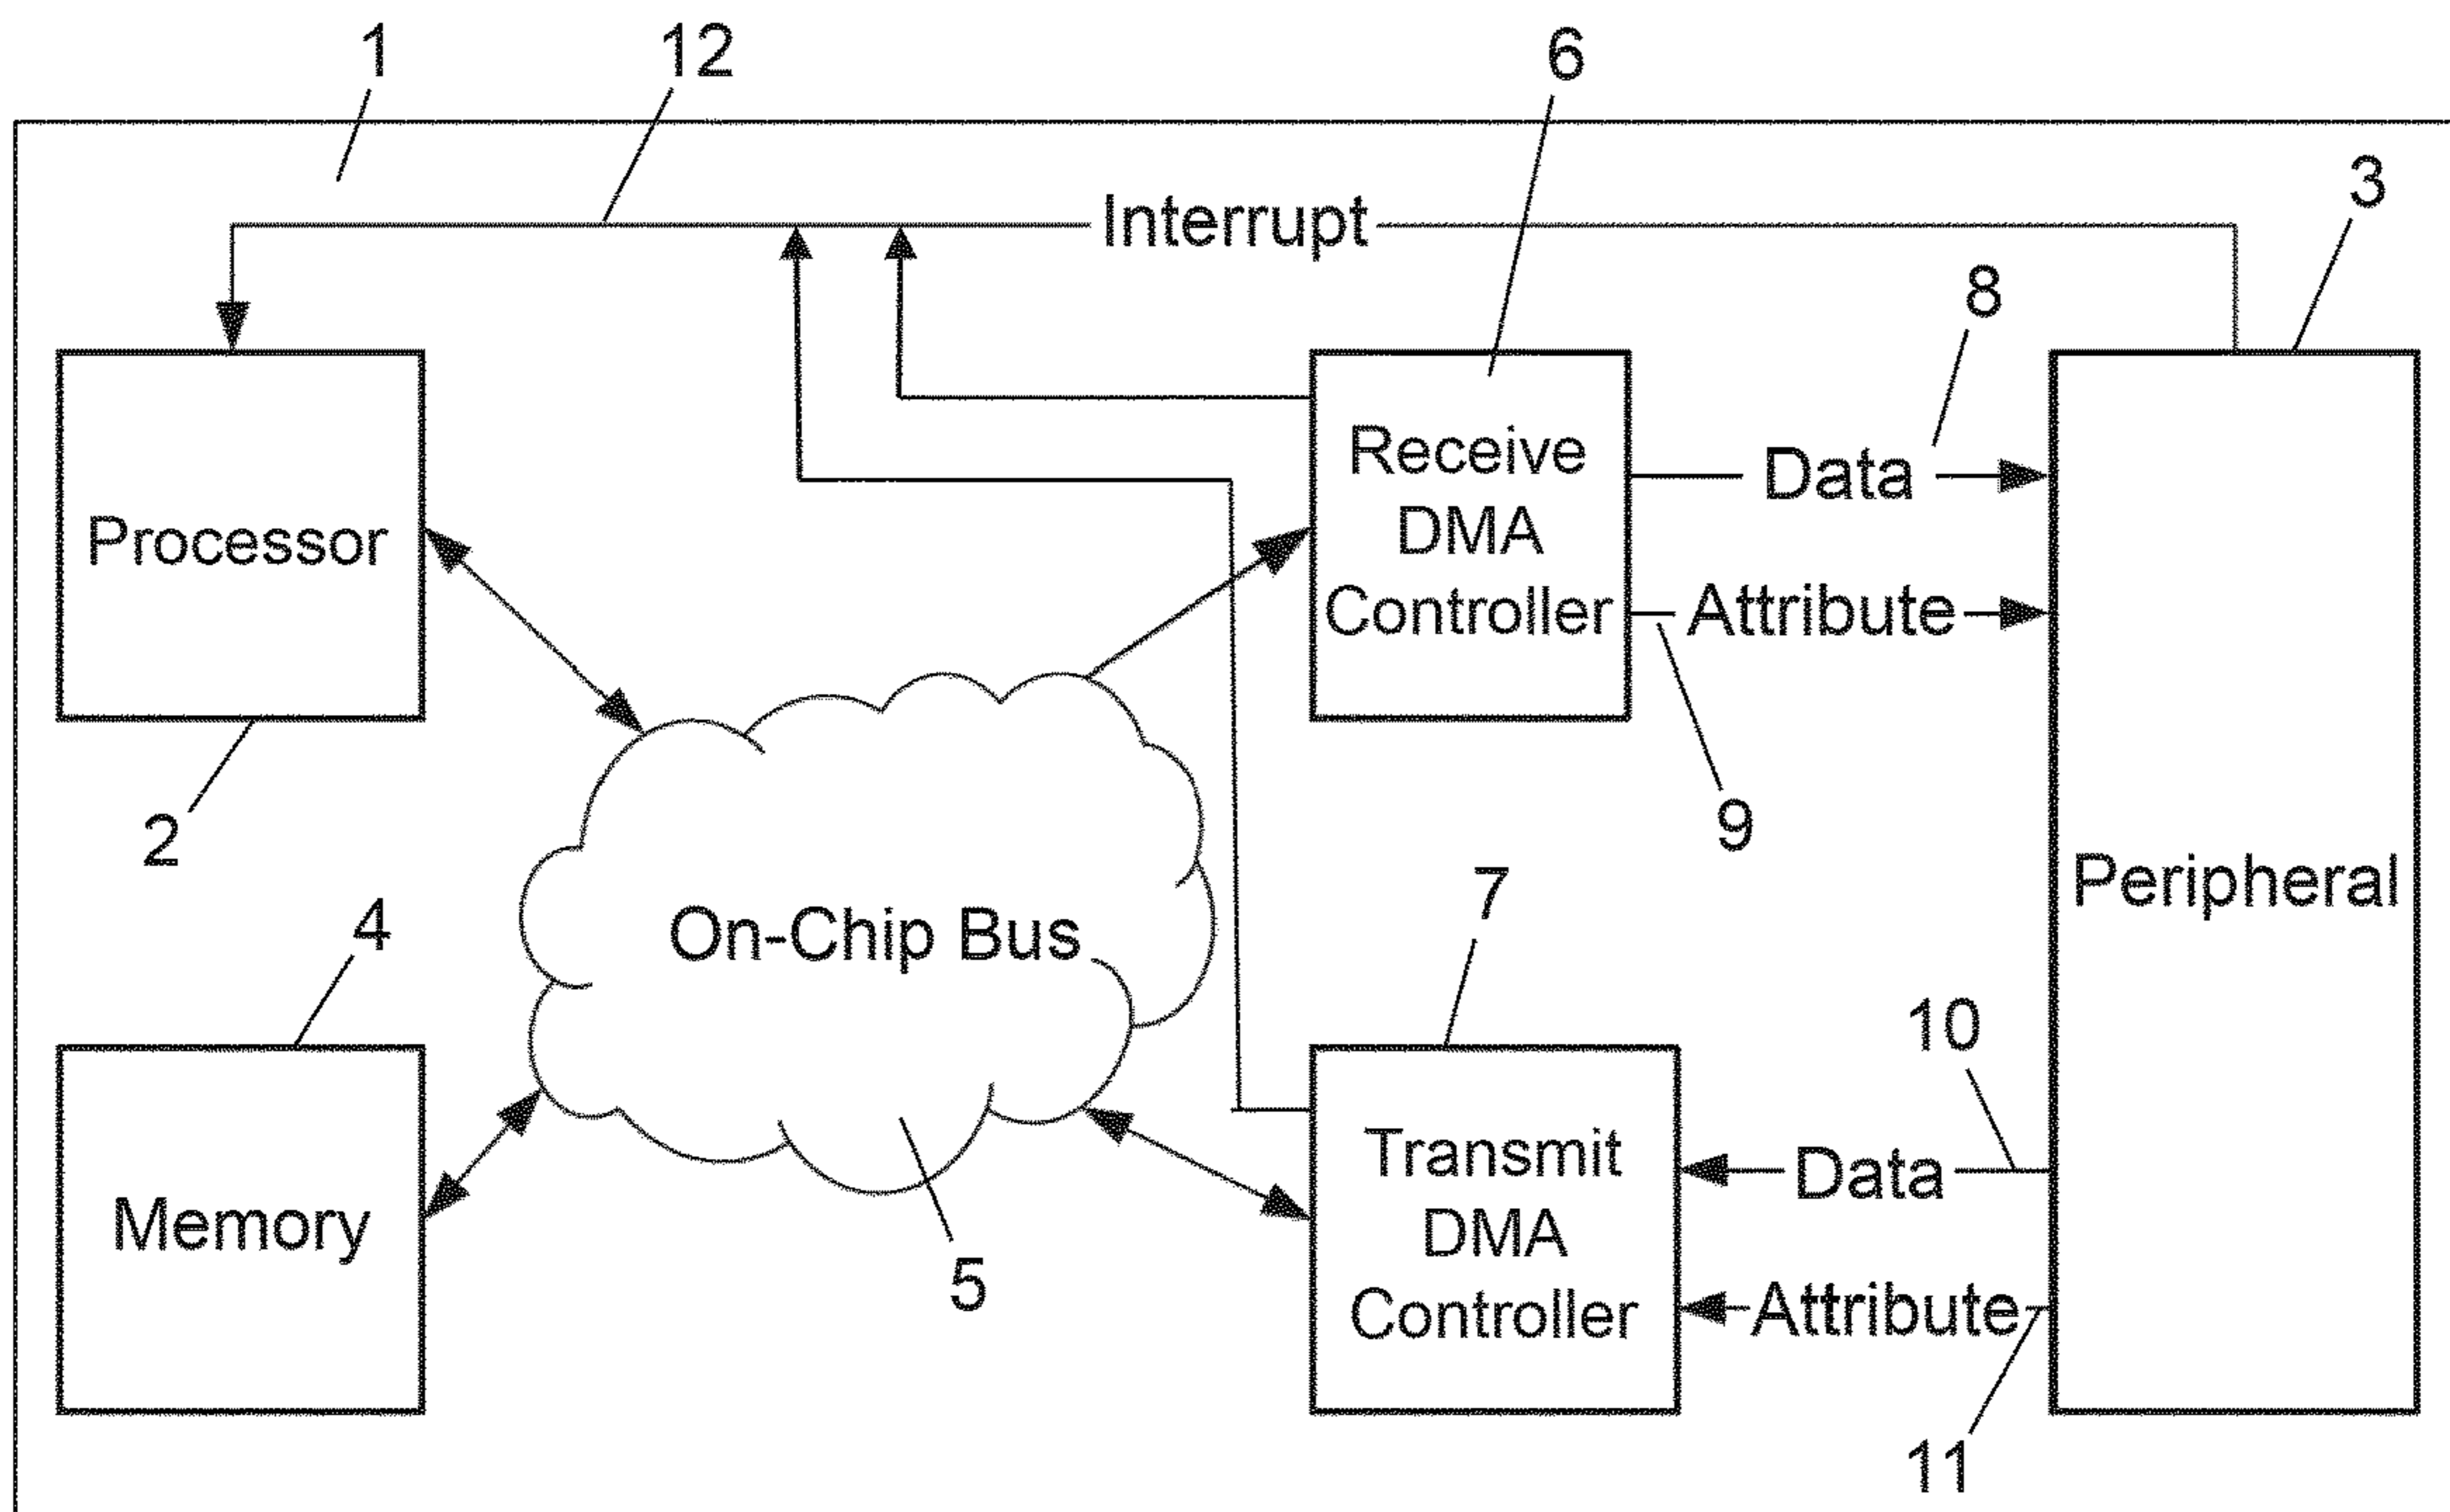 1
12
6
3
Interrupt
8
Receive
DMA
Controller
Data
Attribute
Processor
9
2
On-Chip Bus
Peripheral
4
7
10
Memory
Transmit
DMA
Controller
Data
Attribute
5
11